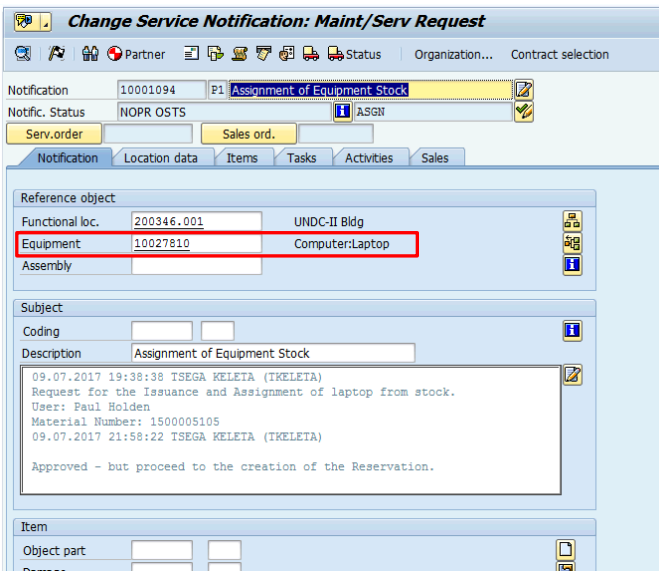 Change Service Notification: Maint/Serv Request
Partner Status Organization... Contract selection
Notification 10001094 P1 Assignment of Equipment Stock
Notific. Status NOPR OSTS ASGN
Serv.order Sales ord.
Notification Location data Items Tasks Activities Sales
Reference object
Functional loc. 200346.001 UNDC-II Bldg
Equipment 10027810 Computer:Laptop
Assembly
Subject
Coding
Description Assignment of Equipment Stock
09.07.2017 19:38:38 TSEGA KELETA (TKELETA)
Request for the Issuance and Assignment of laptop from stock.
User: Paul Holden
Material Number: 1500005105
09.07.2017 21:58:22 TSEGA KELETA (TKELETA)
Approved - but proceed to the creation of the Reservation.
Item
Object part
Damage